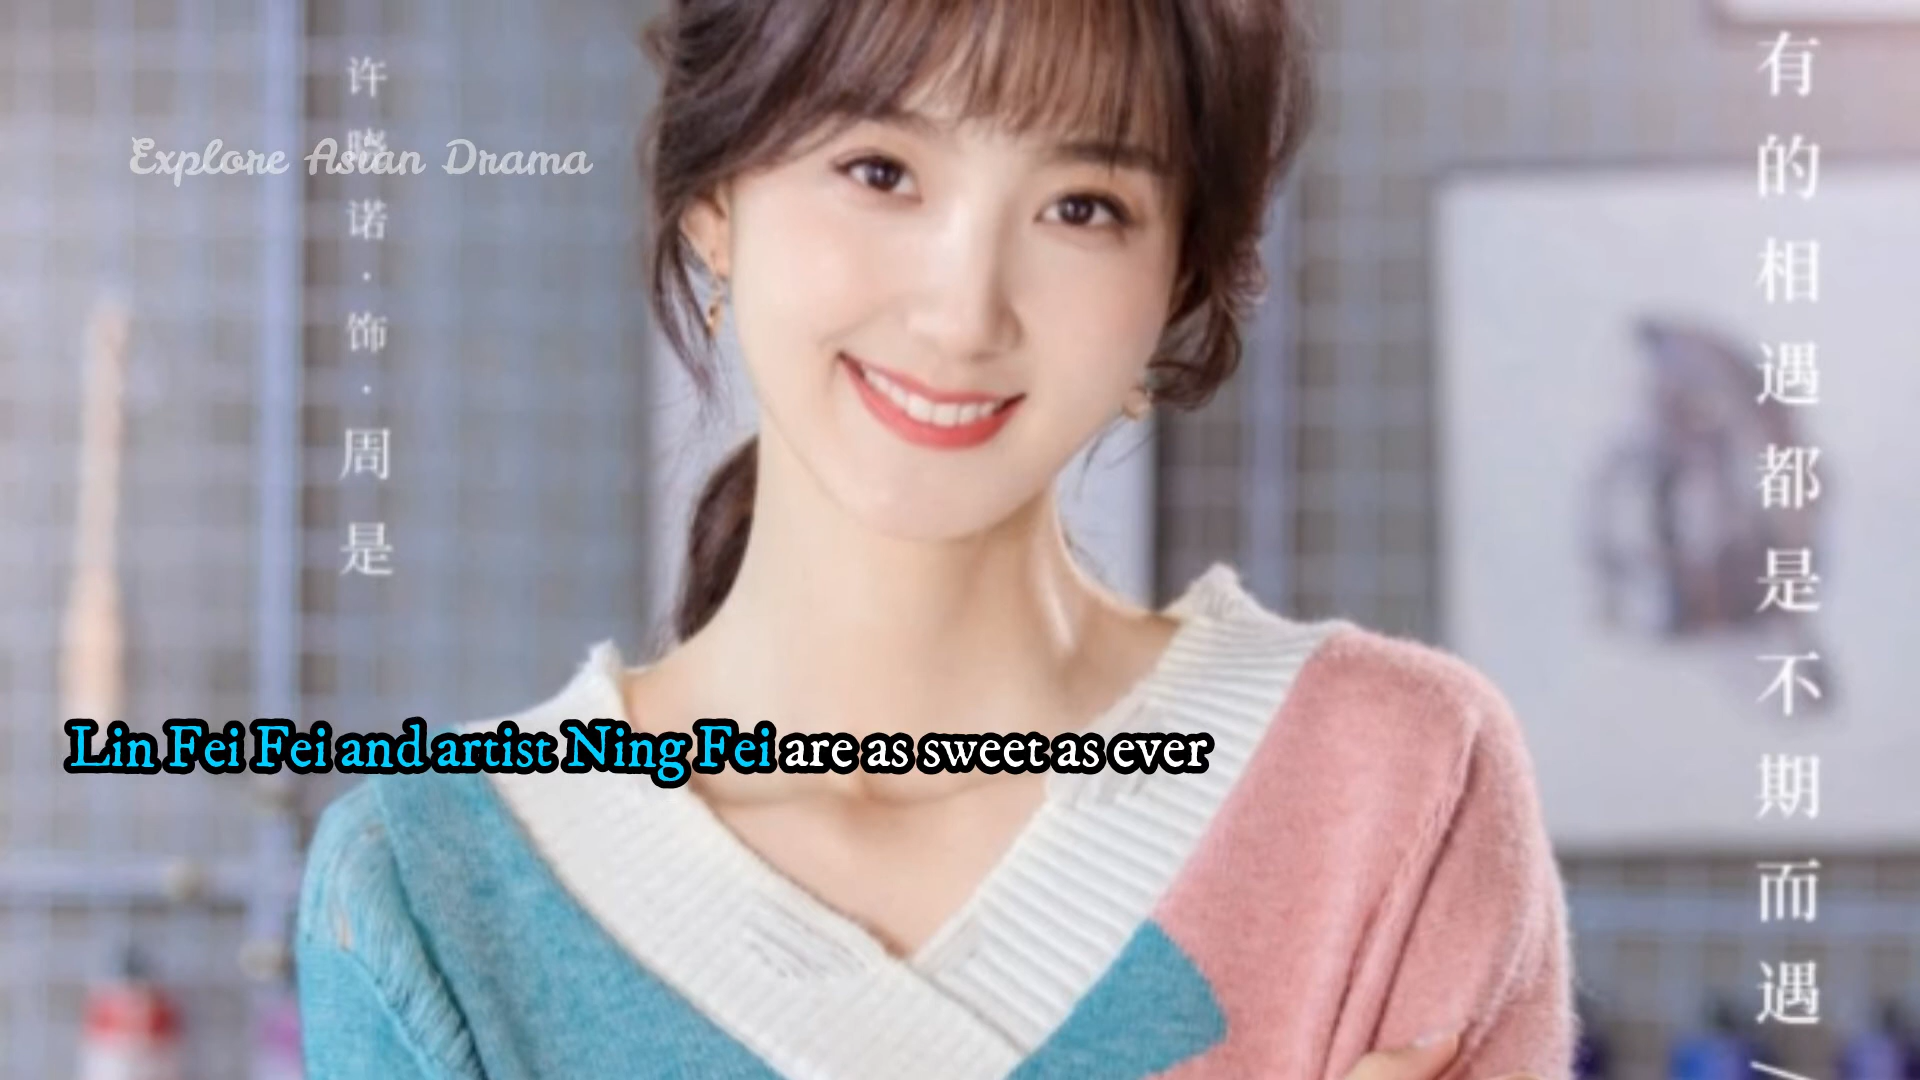 许晓诺·饰·周是
Explore Asian Drama
有的相遇都是不期而遇
Lin Fei Fei and artist Ning Fei are as sweet as ever